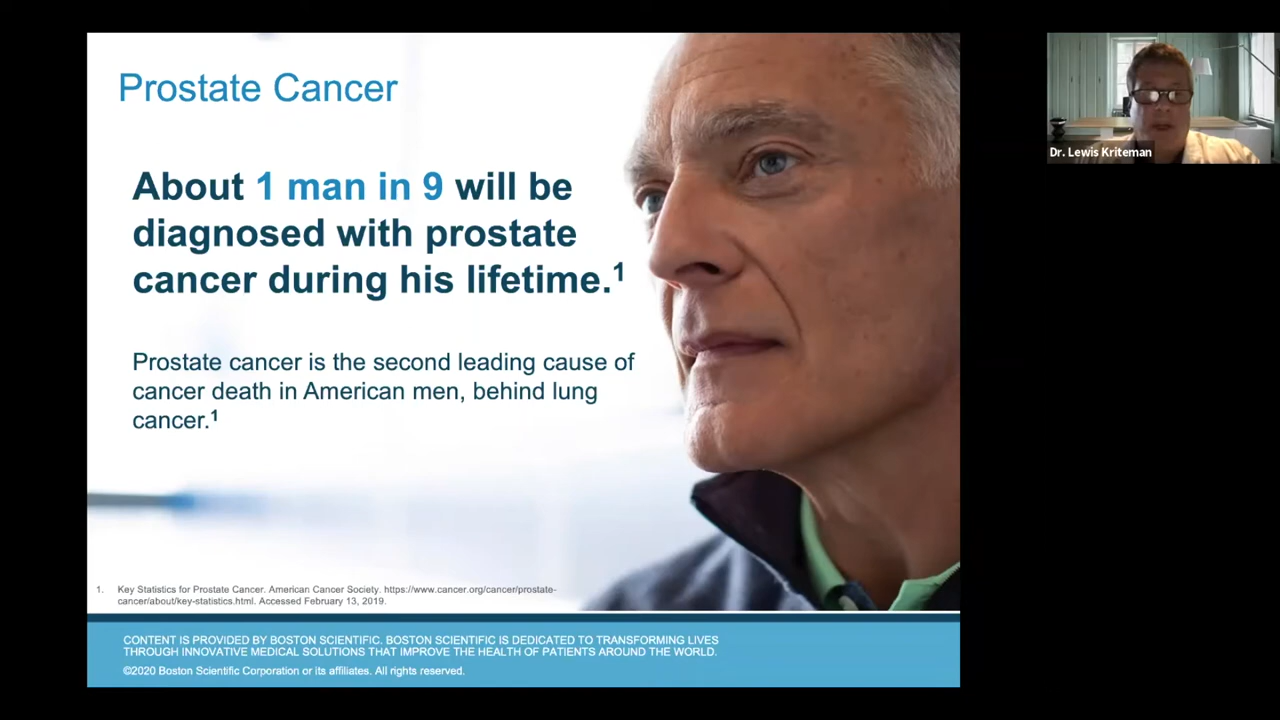 Prostate Cancer
About 1 man in 9 will be
diagnosed with prostate
cancer during his lifetime.1
Prostate cancer is the second leading cause of
cancer death in American men, behind lung
cancer.1
1. Key Statistics for Prostate Cancer. American Cancer Society. https://www.cancer.org/cancer/prostate-
cancer/about/key-statistics.html. Accessed February 13, 2019.
CONTENT IS PROVIDED BY BOSTON SCIENTIFIC. BOSTON SCIENTIFIC IS DEDICATED TO TRANSFORMING LIVES
THROUGH INNOVATIVE MEDICAL SOLUTIONS THAT IMPROVE THE HEALTH OF PATIENTS AROUND THE WORLD.
©2020 Boston Scientific Corporation or its affiliates. All rights reserved.
Dr. Lewis Kriteman